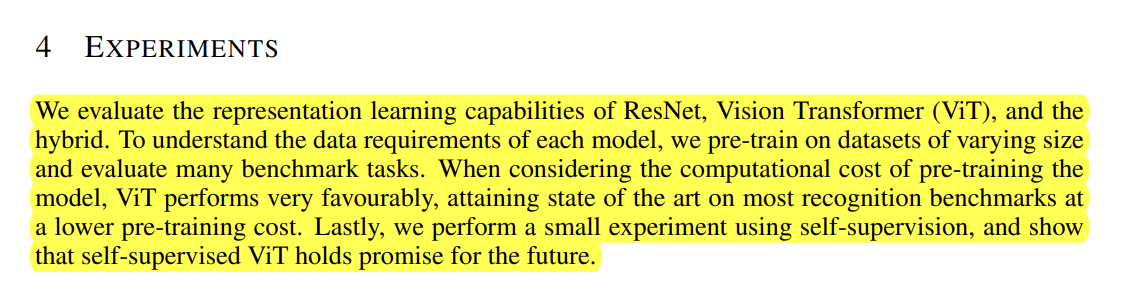 4 EXPERIMENTS
We evaluate the representation learning capabilities of ResNet, Vision Transformer (ViT), and the
hybrid. To understand the data requirements of each model, we pre-train on datasets of varying size
and evaluate many benchmark tasks. When considering the computational cost of pre-training the
model, ViT performs very favourably, attaining state of the art on most recognition benchmarks at
a lower pre-training cost. Lastly, we perform a small experiment using self-supervision, and show
that self-supervised ViT holds promise for the future.